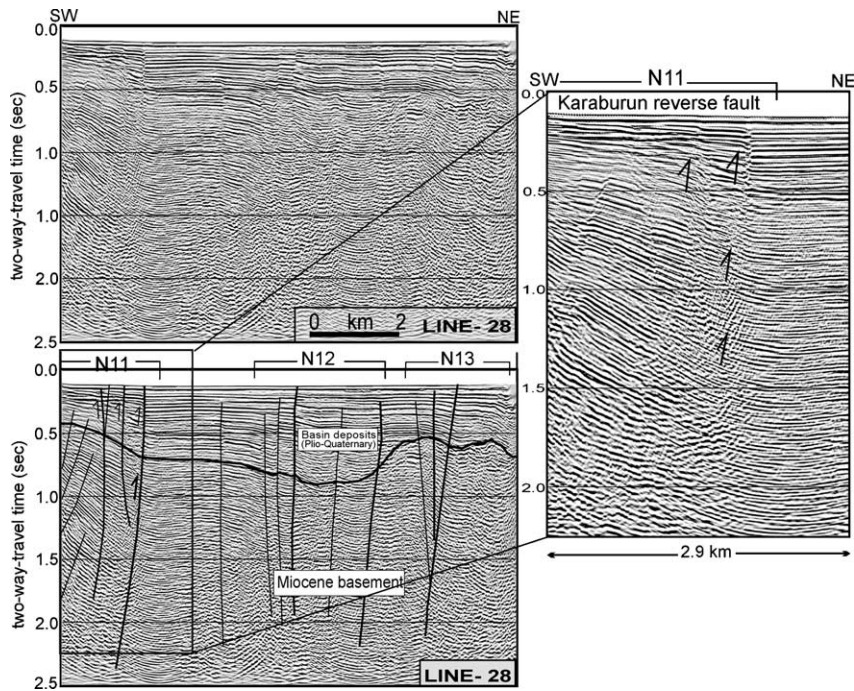 SW NE
0.0
0.5
1.0
1.0
2.0
2.5
two-way-travel time (sec)
0 km 2
LINE- 28
N11 N12 N13
0.0
0.5
1.0
1.5
2.0
2.5
two-way-travel time (sec)
Basin deposits
(Plio-Quaternary)
Miocene basement
LINE- 28
SW N11 NE
Karaburun reverse fault
0.0
0.5
1.0
1.5
2.0
2.9 km